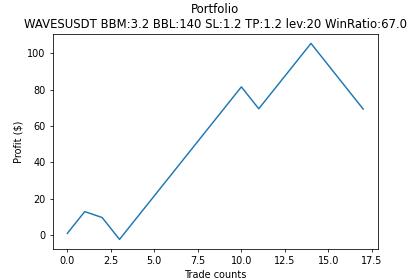 Portfolio
WAVESUSDT BBM:3.2 BBL:140 SL:1.2 TP:1.2 lev:20 WinRatio:67.0
100
80
60
40
20
0
Profit ($)
0.0 2.5 5.0 7.5 10.0 12.5 15.0 17.5
Trade counts